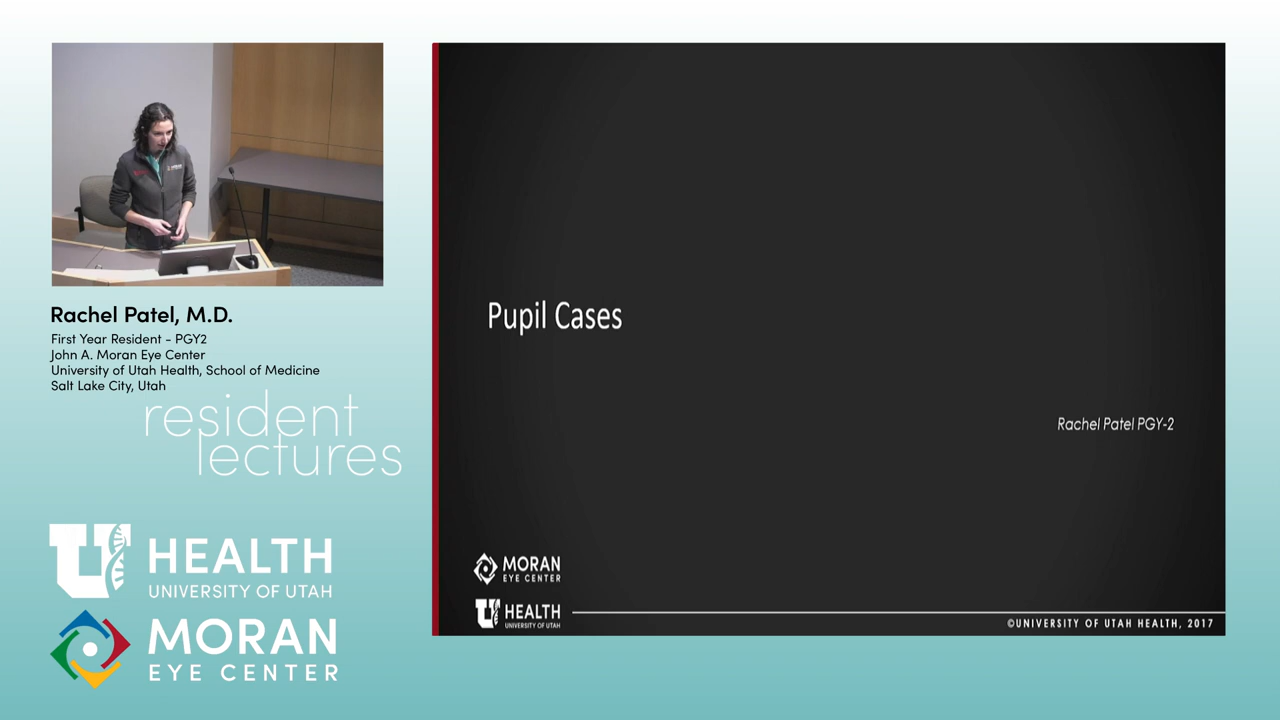 Rachel Patel, M.D.
First Year Resident - PGY2
John A. Moran Eye Center
University of Utah Health, School of Medicine
Salt Lake City, Utah
resident
lectures
U HEALTH
UNIVERSITY OF UTAH
MORAN
EYE CENTER
Pupil Cases
Rachel Patel PGY-2
MORAN
EYE CENTER
U HEALTH
UNIVERSITY OF UTAH
©UNIVERSITY OF UTAH HEALTH, 2017